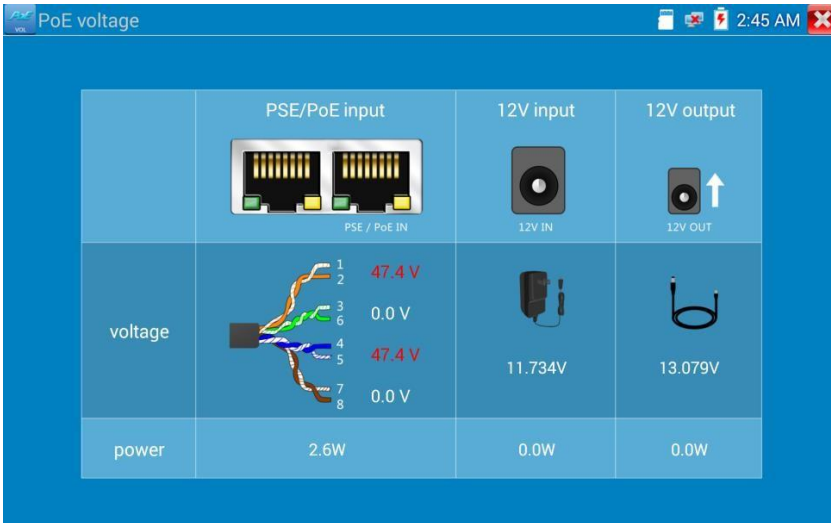 PoE
VOL
PoE voltage
2:45 AM
PSE/PoE input
12V input
12V output
PSE / PoE IN
12V IN
12V OUT
voltage
1
2
47.4 V
3
6
0.0 V
4
5
47.4 V
7
8
0.0 V
11.734V
13.079V
power
2.6W
0.0W
0.0W